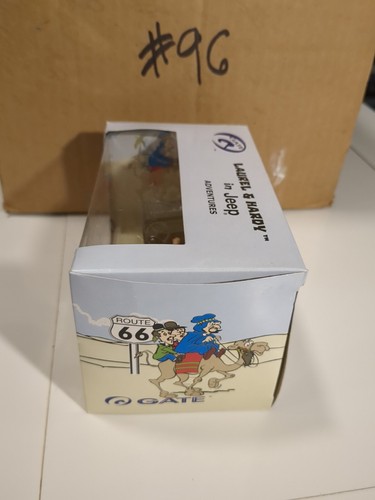 #96
LAUREL & HARDY™
in Jeep
ADVENTURES
ROUTE
66
GATE